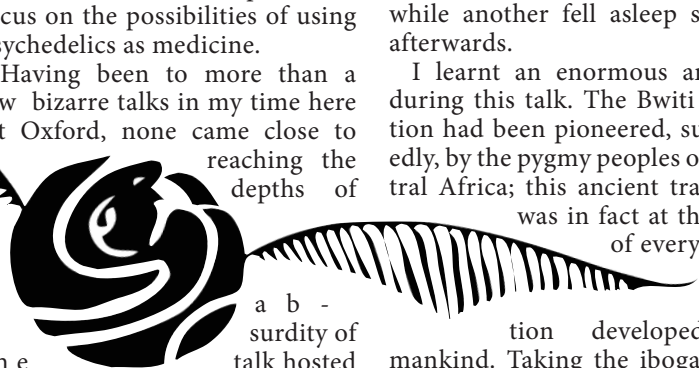 cus on the possibilities of using
sychedelics as medicine.
Having been to more than a
w bizarre talks in my time here
t Oxford, none came close to
reaching the
depths of
a b -
surdity of
talk hosted
while another fell asleep s
afterwards.
I learnt an enormous a
during this talk. The Bwiti
tion had been pioneered, su
edly, by the pygmy peoples o
tral Africa; this ancient tra
was in fact at th
of every
tion developed
mankind. Taking the iboga